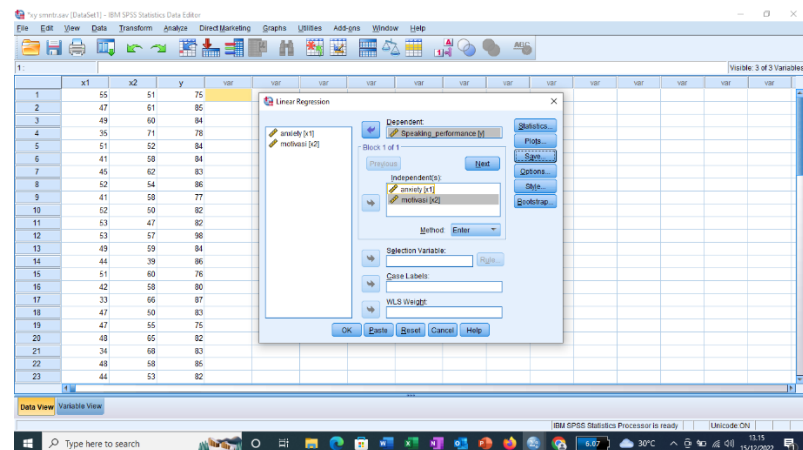 *xy vmntr.sav [DataSet1] - IBM SPSS Statistics Data Editor
File Edit View Data Transform Analyze Direct Marketing Graphs Utilities Add-ons Window Help
1 :
Visible: 3 of 3 Variables
x1 x2 y var var var var var var var var var var var var
1 55 51 75
2 47 61 85
3 49 60 84
4 35 71 78
5 51 52 84
6 41 58 84
7 45 62 83
8 52 54 86
9 41 58 77
10 52 50 82
11 53 47 82
12 53 57 98
13 49 59 84
14 44 39 86
15 51 60 76
16 42 58 80
17 33 66 87
18 47 50 83
19 47 55 75
20 48 65 82
21 34 68 83
22 48 58 85
23 44 53 82
Linear Regression
anxiety [x1]
motivasi [x2]
Dependent:
Speaking_performance [y]
Block 1 of 1
Previous Next
Independent(s):
anxiety [x1]
motivasi [x2]
Method: Enter
Selection Variable:
Rule...
Case Labels:
WLS Weight:
Statistics...
Plots...
Save...
Options...
Style...
Bootstrap...
OK Paste Reset Cancel Help
Data View Variable View
IBM SPSS Statistics Processor is ready Unicode:ON
Type here to search
6.07
30°C
13.15
15/12/2022